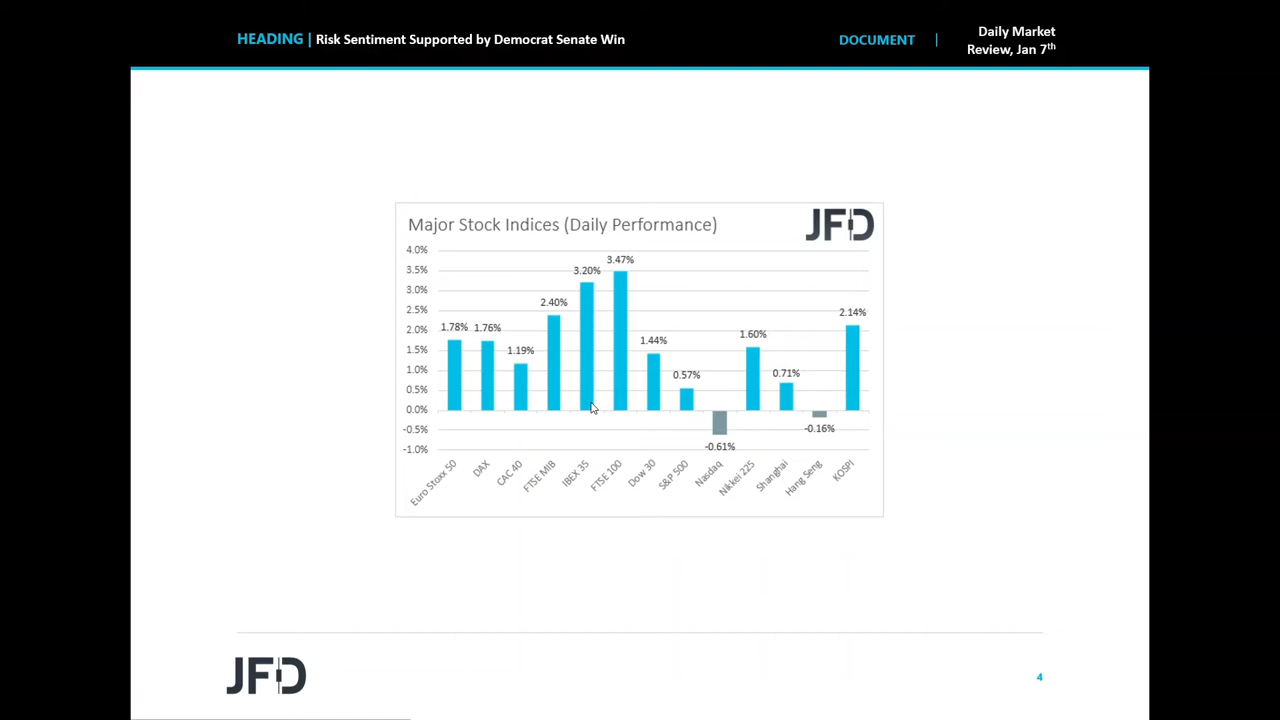 HEADING | Risk Sentiment Supported by Democrat Senate Win
DOCUMENT |
Daily Market
Review, Jan 7th
Major Stock Indices (Daily Performance)
JFD
4.0%
3.5%
3.0%
2.5%
2.0%
1.5%
1.0%
0.5%
0.0%
-0.5%
-1.0%
1.78%
1.76%
1.19%
2.40%
3.20%
3.47%
1.44%
0.57%
-0.61%
1.60%
0.71%
-0.16%
2.14%
Euro Stoxx 50
DAX
CAC 40
FTSE MIB
IBEX 35
FTSE 100
Dow 30
S&P 500
Nasdaq
Nikkei 225
Shanghai
Hang Seng
KOSPI
JFD
4